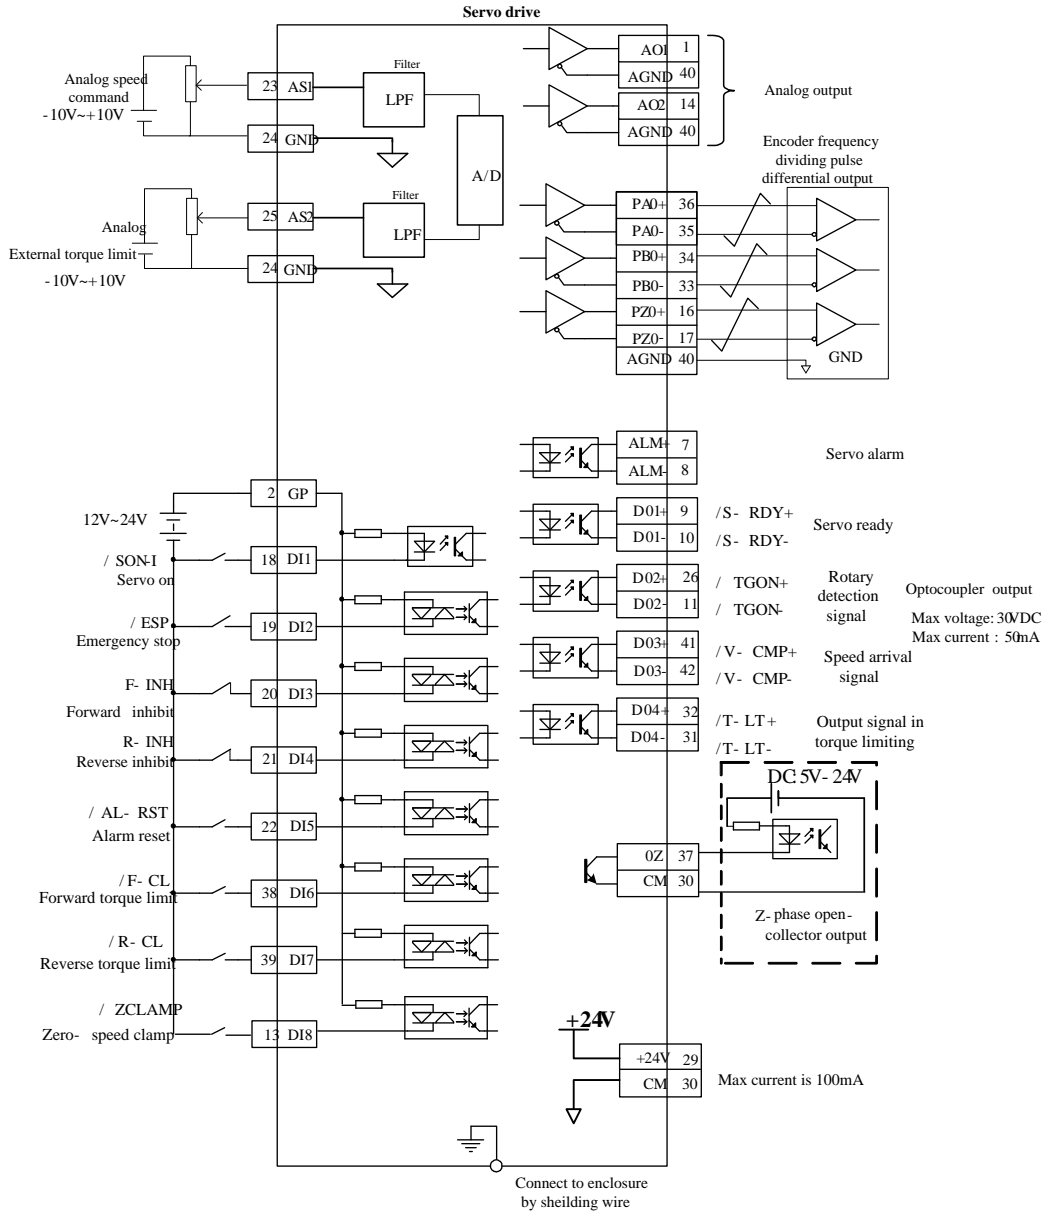 Servo drive
Analog speed
command
-10V~+10V
23 AS1
24 GND
Filter
LPF
A/D
Analog
External torque limit
-10V~+10V
25 AS2
24 GND
Filter
LPF
AO1 1
AGND 40
AO2 14
AGND 40
Analog output
Encoder frequency
dividing pulse
differential output
PA0+ 36
PA0- 35
PB0+ 34
PB0- 33
PZ0+ 16
PZ0- 17
AGND 40
GND
ALM+ 7
ALM- 8
Servo alarm
D01+ 9
D01- 10
/S- RDY+
/S- RDY-
Servo ready
D02+ 26
D02- 11
/ TGON+
/ TGON-
Rotary
detection
signal
Optocoupler output
Max voltage:30VDC
Max current : 50mA
D03+ 41
D03- 42
/V- CMP+
/V- CMP-
Speed arrival
signal
D04+ 32
D04- 31
/T- LT+
/T- LT-
Output signal in
torque limiting
2 GP
12V~24V
/ SON-I
Servo on
18 DI1
/ ESP
Emergency stop
19 DI2
F- INH
Forward inhibit
20 DI3
R- INH
Reverse inhibit
21 DI4
/ AL- RST
Alarm reset
22 DI5
/F- CL
Forward torque limit
38 DI6
/ R- CL
Reverse torque limit
39 DI7
/ ZCLAMP
Zero- speed clamp
13 DI8
DC:5V- 24V
0Z 37
CM 30
Z- phase open-
collector output
+24V
+24V 29
CM 30
Max current is 100mA
Connect to enclosure
by sheilding wire